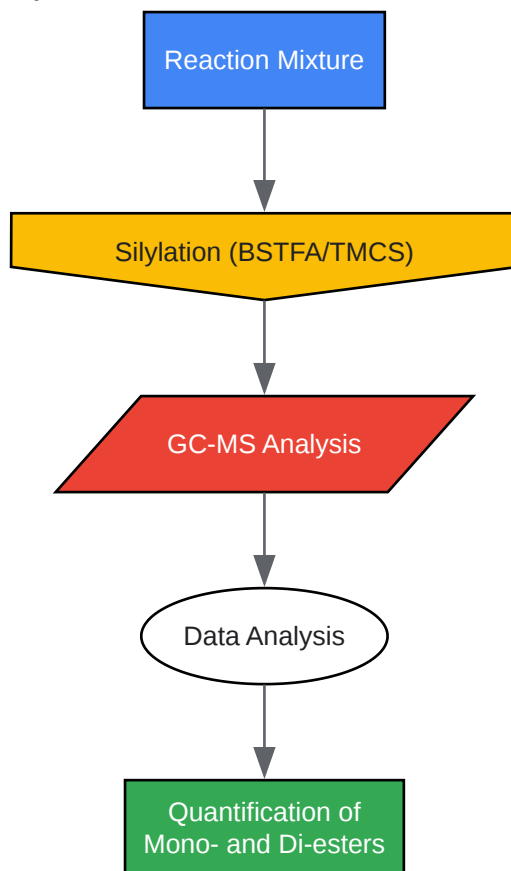 Reaction Mixture
Silylation (BSTFA/TMCS)
GC-MS Analysis
Data Analysis
Quantification of
Mono- and Di-esters